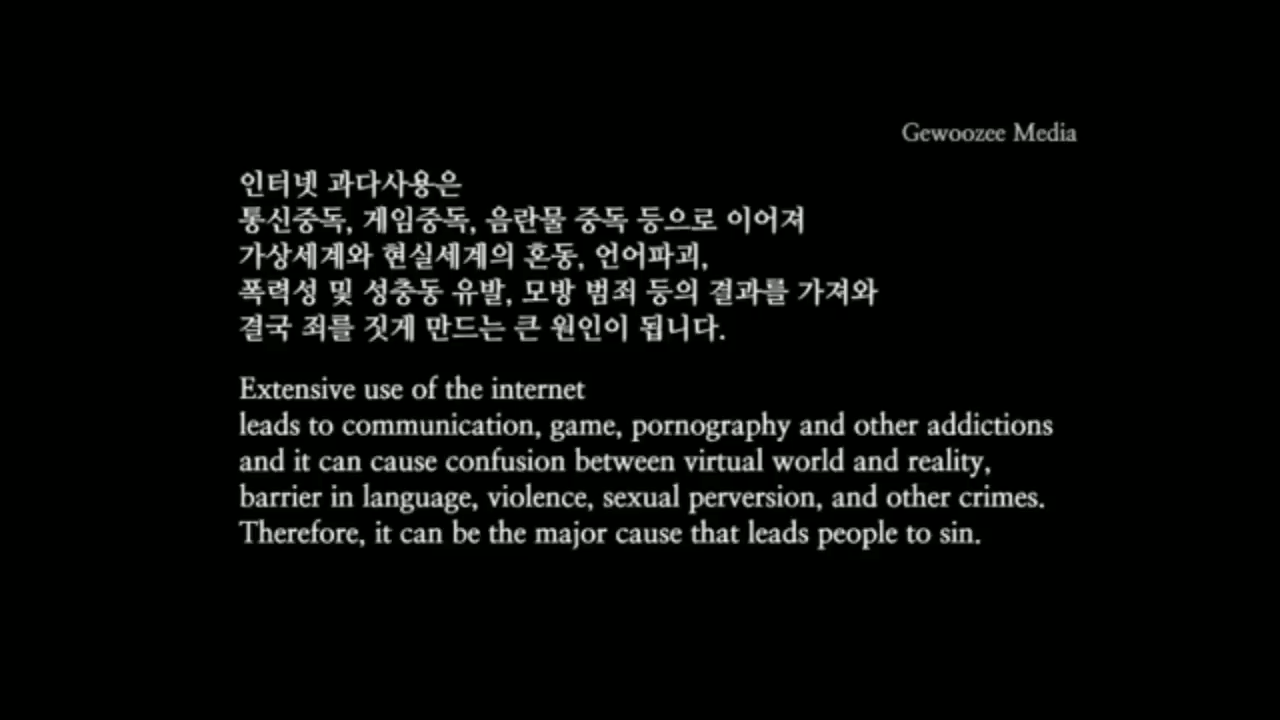 Gewoozee Media
인터넷 과다사용은
통신중독, 게임중독, 음란물 중독 등으로 이어져
가상세계와 현실세계의 혼동, 언어파괴,
폭력성 및 성충동 유발, 모방 범죄 등의 결과를 가져와
결국 죄를 짓게 만드는 큰 원인이 됩니다.
Extensive use of the internet
leads to communication, game, pornography and other addictions
and it can cause confusion between virtual world and reality,
barrier in language, violence, sexual perversion, and other crimes.
Therefore, it can be the major cause that leads people to sin.